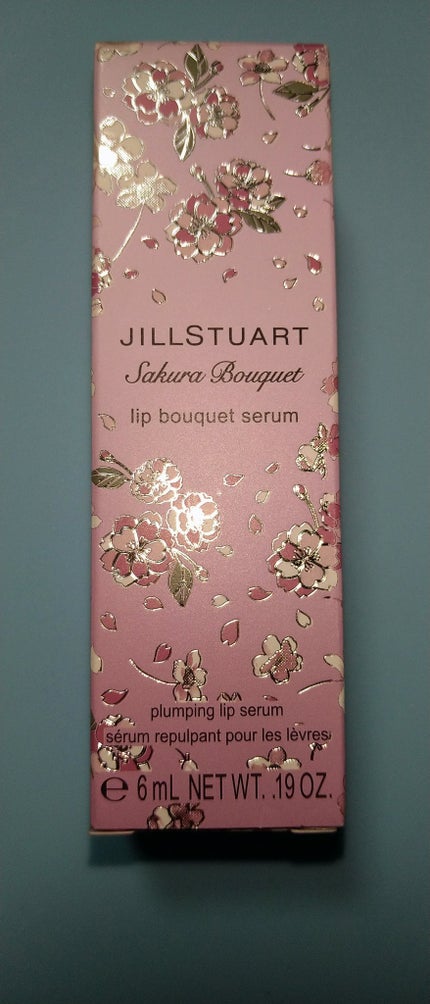 JILLSTUART
Sakura Bouquet
lip bouquet serum
plumping lip serum
sérum repulpant pour les lèvres
℮ 6 mL NET WT. .19 OZ.